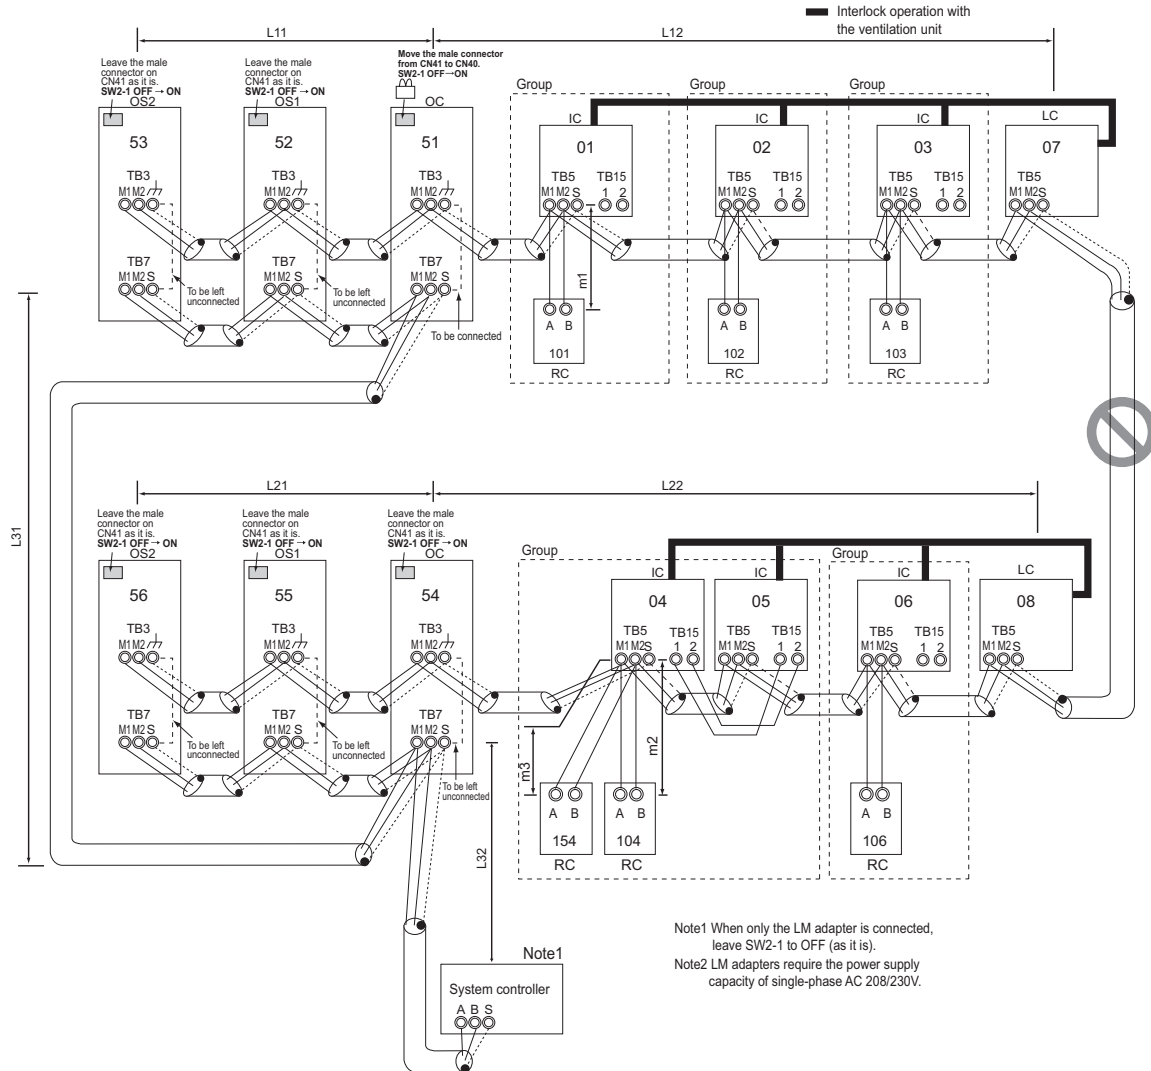 Interlock operation with
the ventilation unit
L11
L12
Leave the male
connector on
CN41 as it is.
SW2-1 OFF → ON
Leave the male
connector on
CN41 as it is.
SW2-1 OFF → ON
Move the male connector
from CN41 to CN40.
SW2-1 OFF→ON
OS2
OS1
OC
53
52
51
TB3
TB3
TB3
M1 M2
M1 M2
M1 M2
TB7
TB7
TB7
M1 M2 S
M1 M2 S
M1 M2 S
To be left
unconnected
To be left
unconnected
To be connected
Group
Group
Group
IC
IC
IC
LC
01
02
03
07
TB5 TB15
TB5 TB15
TB5 TB15
TB5
M1 M2 S 1 2
M1 M2 S 1 2
M1 M2 S 1 2
M1 M2 S
m1
A B
A B
A B
101
102
103
RC
RC
RC
L31
L21
L22
Leave the male
connector on
CN41 as it is.
SW2-1 OFF → ON
Leave the male
connector on
CN41 as it is.
SW2-1 OFF → ON
Leave the male
connector on
CN41 as it is.
SW2-1 OFF → ON
OS2
OS1
OC
56
55
54
TB3
TB3
TB3
M1 M2
M1 M2
M1 M2
TB7
TB7
TB7
M1 M2 S
M1 M2 S
M1 M2 S
To be left
unconnected
To be left
unconnected
To be left
unconnected
Group
Group
IC
IC
IC
LC
04
05
06
08
TB5 TB15
TB5 TB15
TB5 TB15
TB5
M1 M2 S 1 2
M1 M2 S 1 2
M1 M2 S 1 2
M1 M2 S
m3
m2
A B
A B
A B
154
104
106
RC
RC
RC
L32
Note1
System controller
A B S
Note1 When only the LM adapter is connected,
leave SW2-1 to OFF (as it is).
Note2 LM adapters require the power supply
capacity of single-phase AC 208/230V.